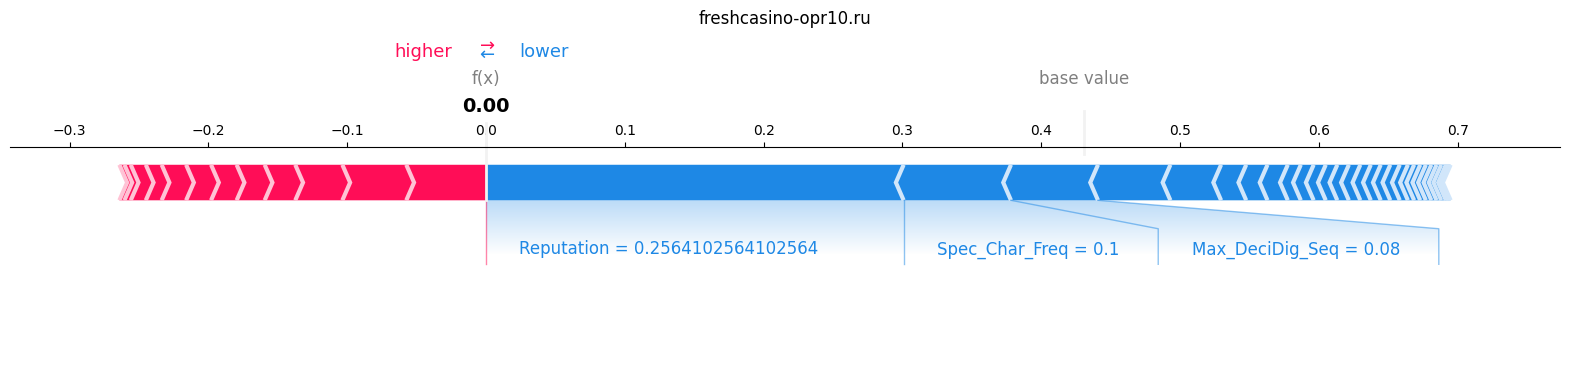 freshcasino-opr10.ru
higher ⇄ lower
f(x) base value
0.00
−0.3 −0.2 −0.1 0.0 0.1 0.2 0.3 0.4 0.5 0.6 0.7
Reputation = 0.2564102564102564 Spec_Char_Freq = 0.1 Max_DeciDig_Seq = 0.08